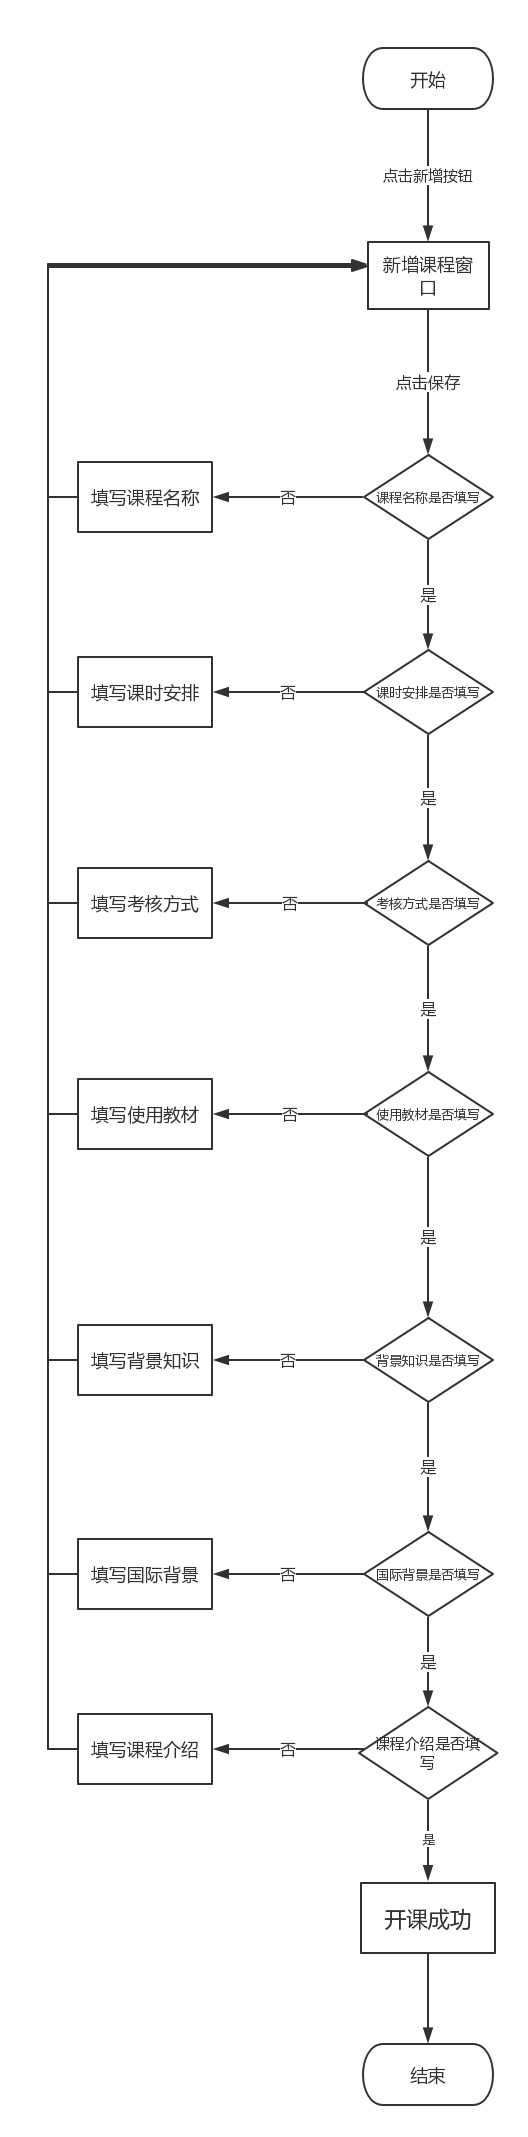 开始
点击新增按钮
新增课程窗
口
点击保存
填写课程名称
否
课程名称是否填写
是
填写课时安排
否
课时安排是否填写
是
填写考核方式
否
考核方式是否填写
是
填写使用教材
否
使用教材是否填写
是
填写背景知识
否
背景知识是否填写
是
填写国际背景
否
国际背景是否填写
是
填写课程介绍
否
课程介绍是否填
写
是
开课成功
结束